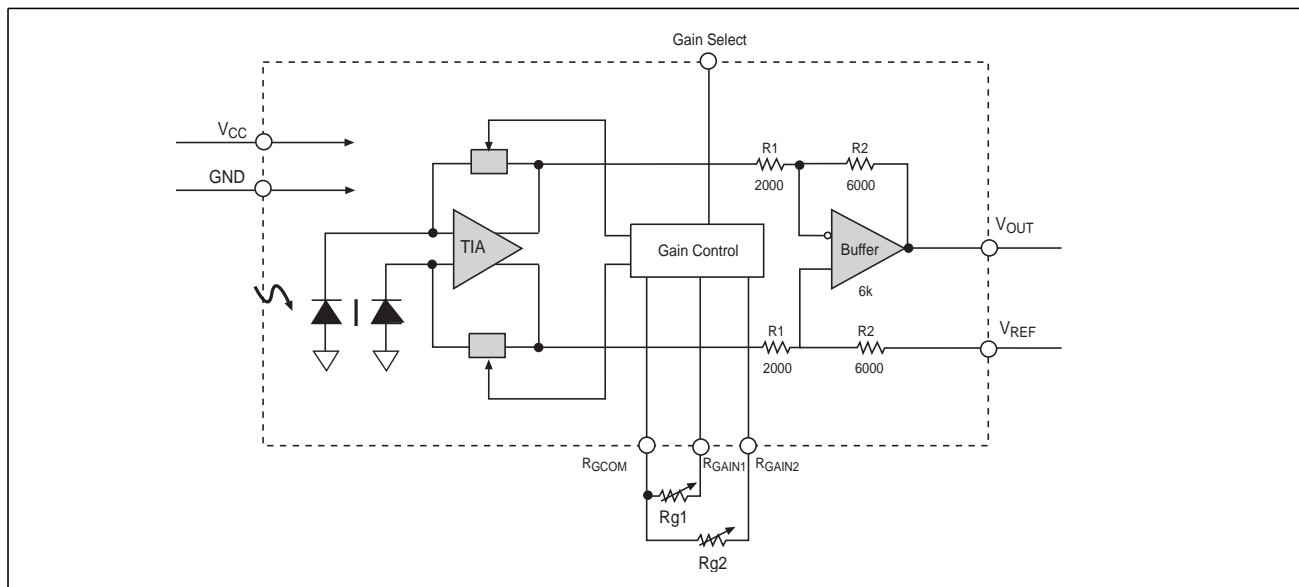 Gain Select
VCC
GND
R1
R2
2000
6000
TIA
Gain Control
Buffer
6k
VOUT
R1
R2
2000
6000
VREF
RGCOM
RGAIN1
RGAIN2
Rg1
Rg2